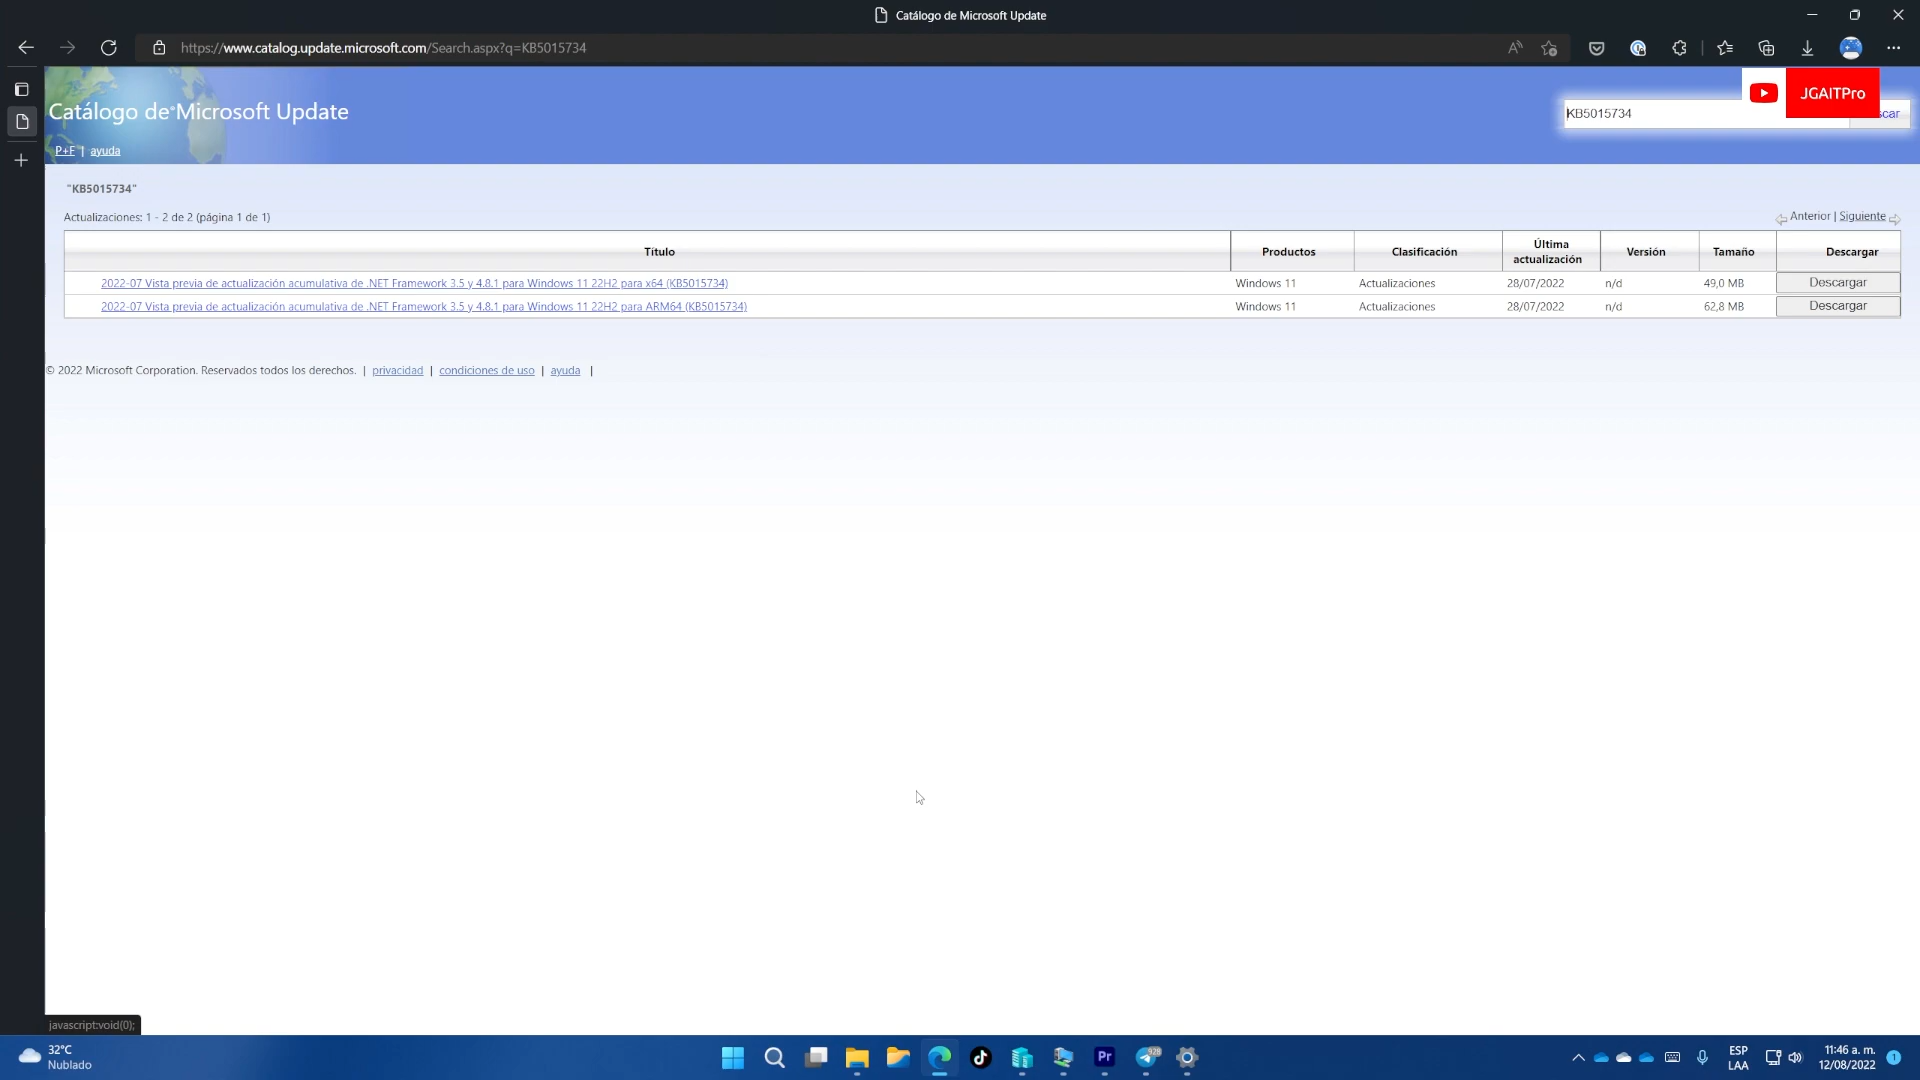 Catálogo de Microsoft Update
https://www.catalog.update.microsoft.com/Search.aspx?q=KB5015734
JGAITPro
Catálogo de Microsoft Update
KB5015734
P+F | ayuda
"KB5015734"
Actualizaciones: 1 - 2 de 2 (página 1 de 1)
Anterior | Siguiente
Título Productos Clasificación Última actualización Versión Tamaño Descargar
2022-07 Vista previa de actualización acumulativa de .NET Framework 3.5 y 4.8.1 para Windows 11 22H2 para x64 (KB5015734) Windows 11 Actualizaciones 28/07/2022 n/d 49,0 MB Descargar
2022-07 Vista previa de actualización acumulativa de .NET Framework 3.5 y 4.8.1 para Windows 11 22H2 para ARM64 (KB5015734) Windows 11 Actualizaciones 28/07/2022 n/d 62,8 MB Descargar
© 2022 Microsoft Corporation. Reservados todos los derechos. | privacidad | condiciones de uso | ayuda |
javascript:void(0);
32°C
Nublado
Pr
928
ESP
LAA
11:46 a. m.
12/08/2022
1